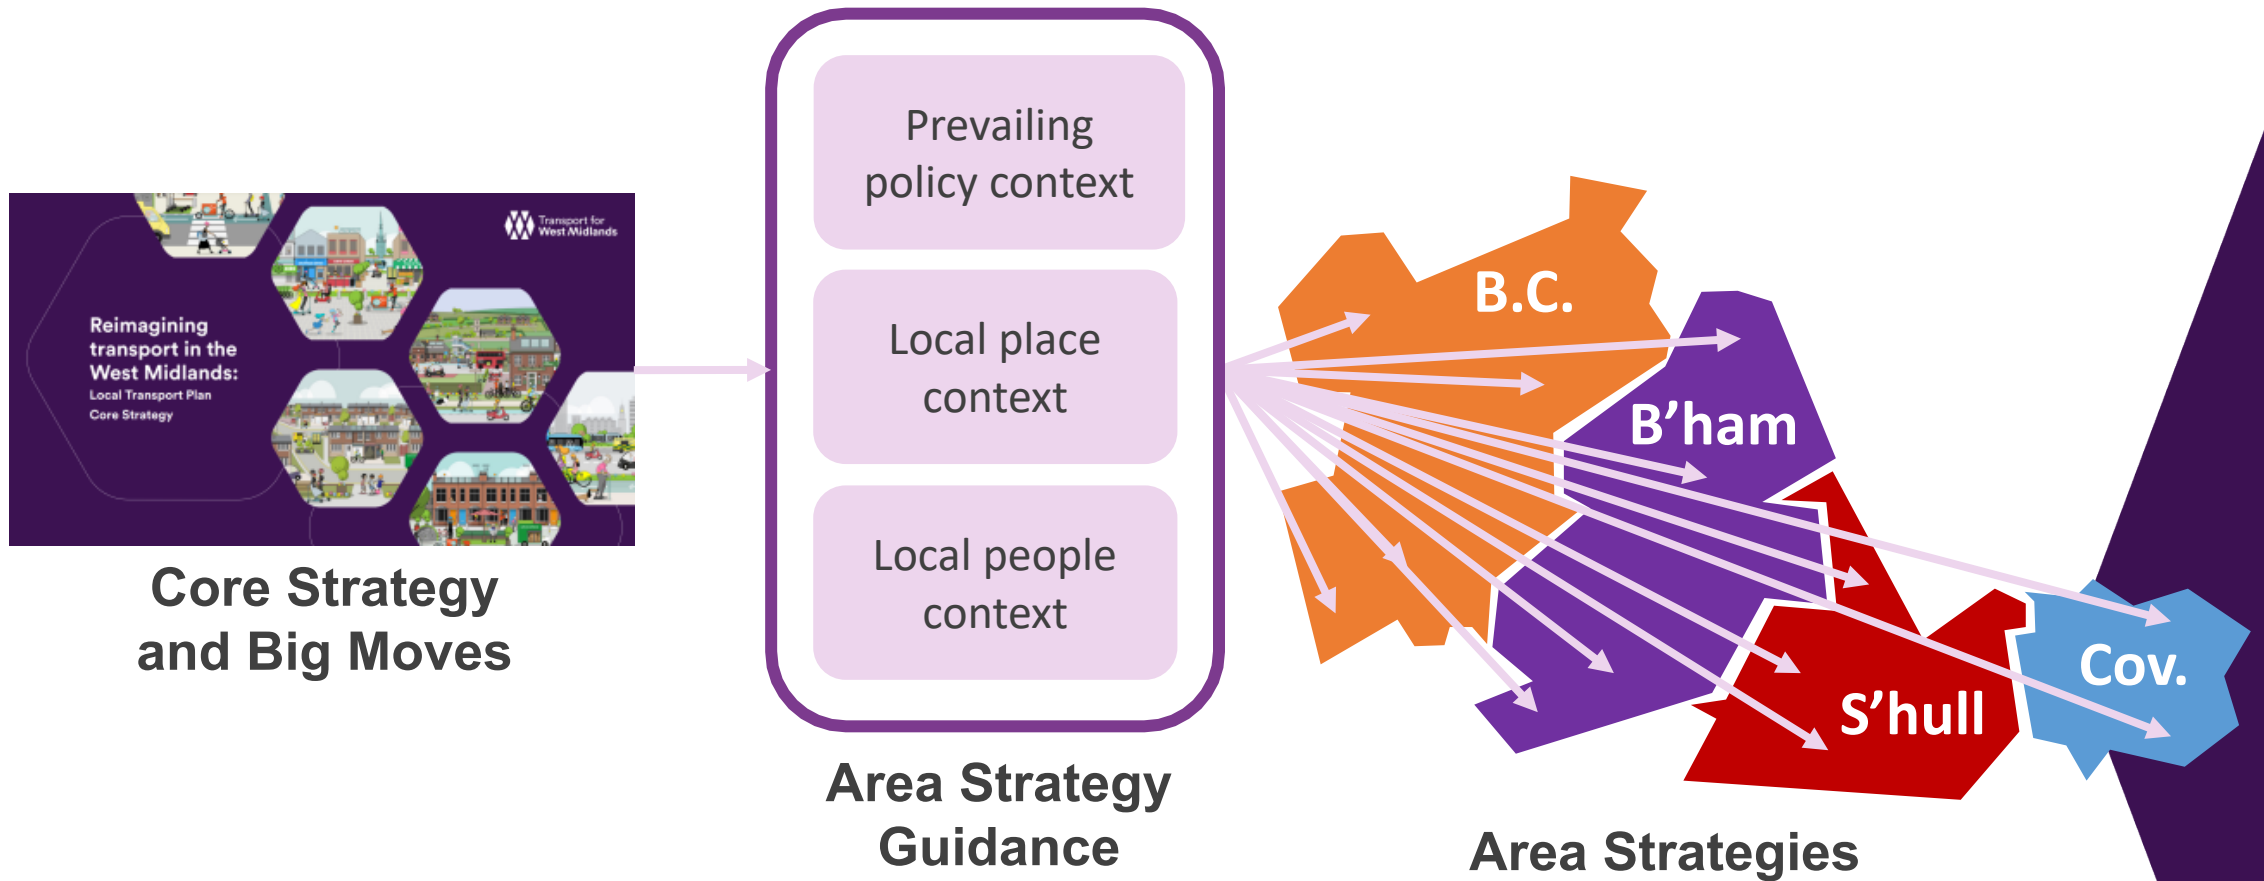 Transport for
West Midlands
Reimagining
transport in the
West Midlands:
Local Transport Plan
Core Strategy
Core Strategy
and Big Moves
Prevailing
policy context
Local place
context
Local people
context
Area Strategy
Guidance
B.C.
B’ham
S’hull
Cov.
Area Strategies